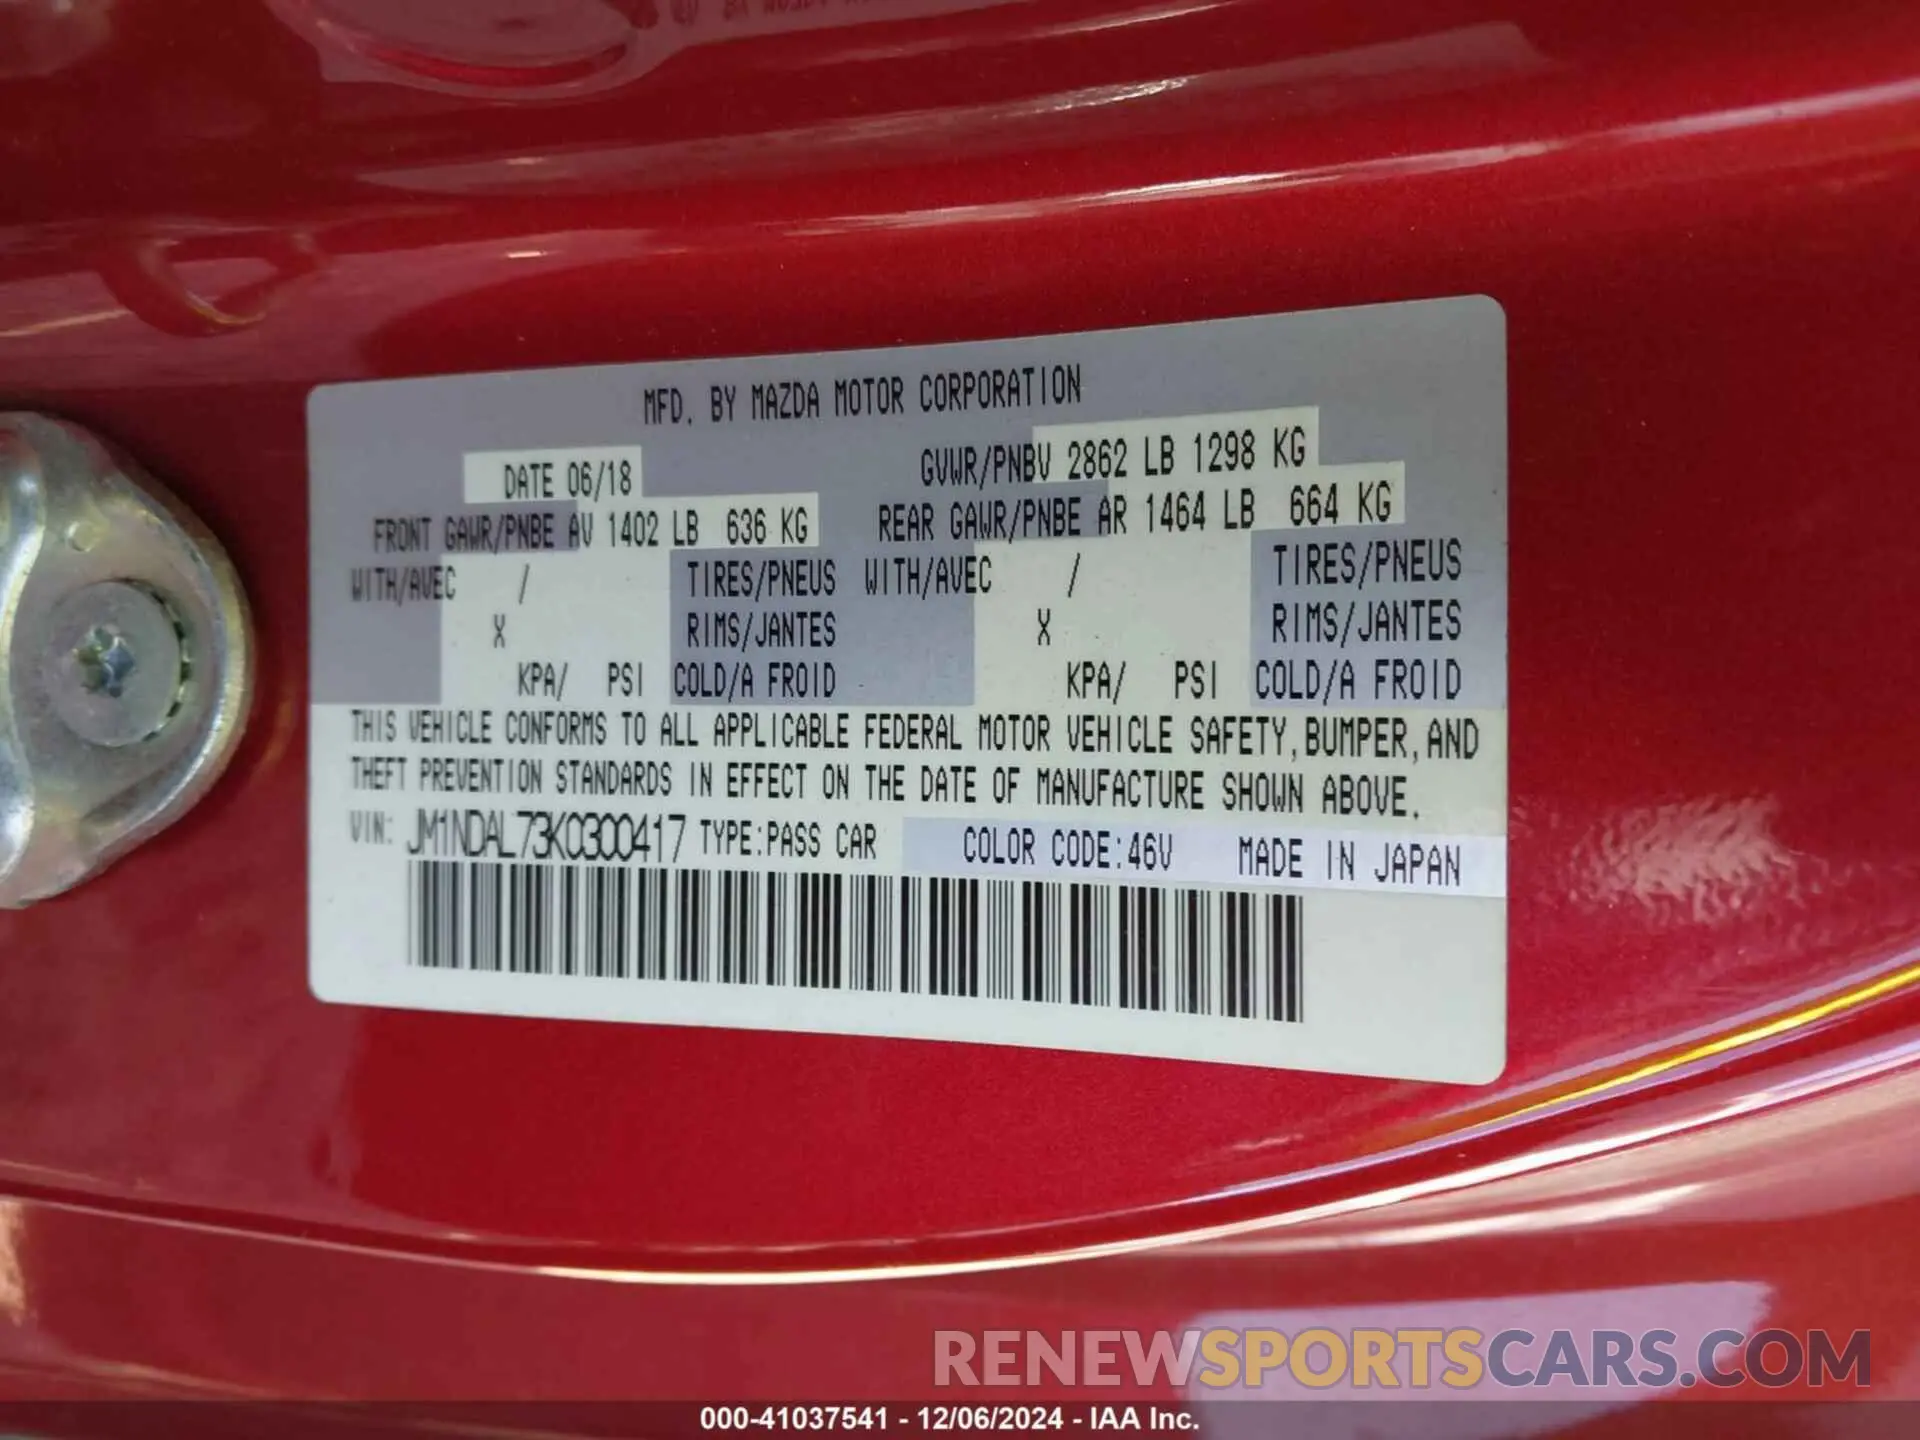 MFD. BY MAZDA MOTOR CORPORATION
DATE 06/18 GVWR/PNBV 2862 LB 1298 KG
FRONT GAWR/PNBE AV 1402 LB 636 KG REAR GAWR/PNBE AR 1464 LB 664 KG
WITH/AVEC / TIRES/PNEUS WITH/AVEC / TIRES/PNEUS
X RIMS/JANTES X RIMS/JANTES
KPA/ PSI COLD/A FROID KPA/ PSI COLD/A FROID
THIS VEHICLE CONFORMS TO ALL APPLICABLE FEDERAL MOTOR VEHICLE SAFETY,BUMPER,AND
THEFT PREVENTION STANDARDS IN EFFECT ON THE DATE OF MANUFACTURE SHOWN ABOVE.
VIN: JM1NDAL73K0300417 TYPE:PASS CAR COLOR CODE:46V MADE IN JAPAN
RENEWSPORTSCARS.COM
000-41037541 - 12/06/2024 - IAA Inc.